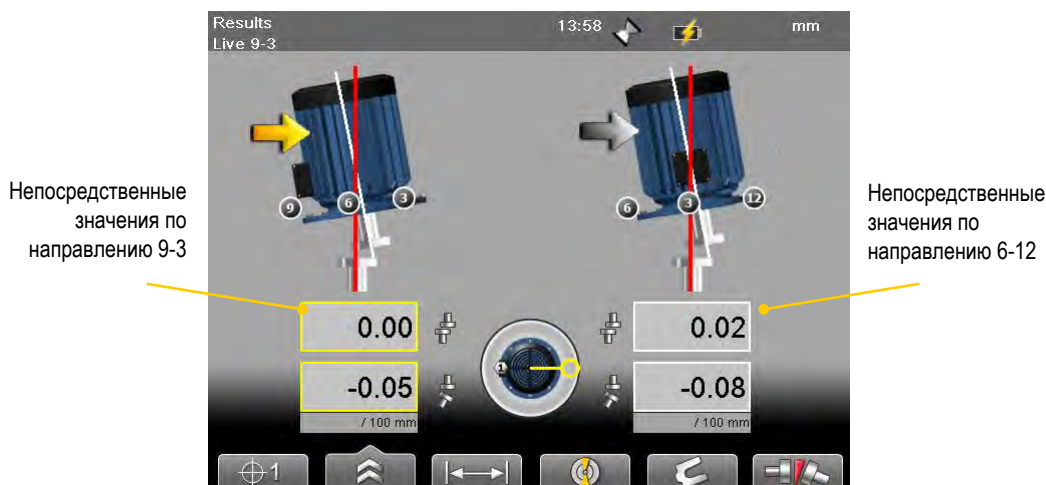 Results
Live 9-3
13:58
mm
9
6
3
6
3
12
Непосредственные
значения по
направлению 9-3
Непосредственные
значения по
направлению 6-12
0.00
0.02
1
-0.05
-0.08
/ 100 mm
/ 100 mm
1